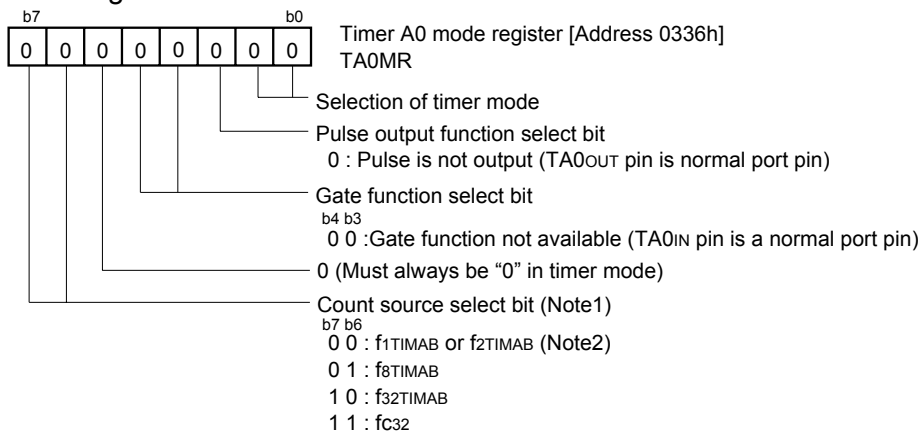 b7 b0
0 0 0 0 0 0 0 0
Timer A0 mode register [Address 0336h]
TA0MR
Selection of timer mode
Pulse output function select bit
0 : Pulse is not output (TA0OUT pin is normal port pin)
Gate function select bit
b4 b3
0 0 :Gate function not available (TA0IN pin is a normal port pin)
0 (Must always be “0” in timer mode)
Count source select bit (Note1)
b7 b6
0 0 : f1TIMAB or f2TIMAB (Note2)
0 1 : f8TIMAB
1 0 : f32TIMAB
1 1 : fC32